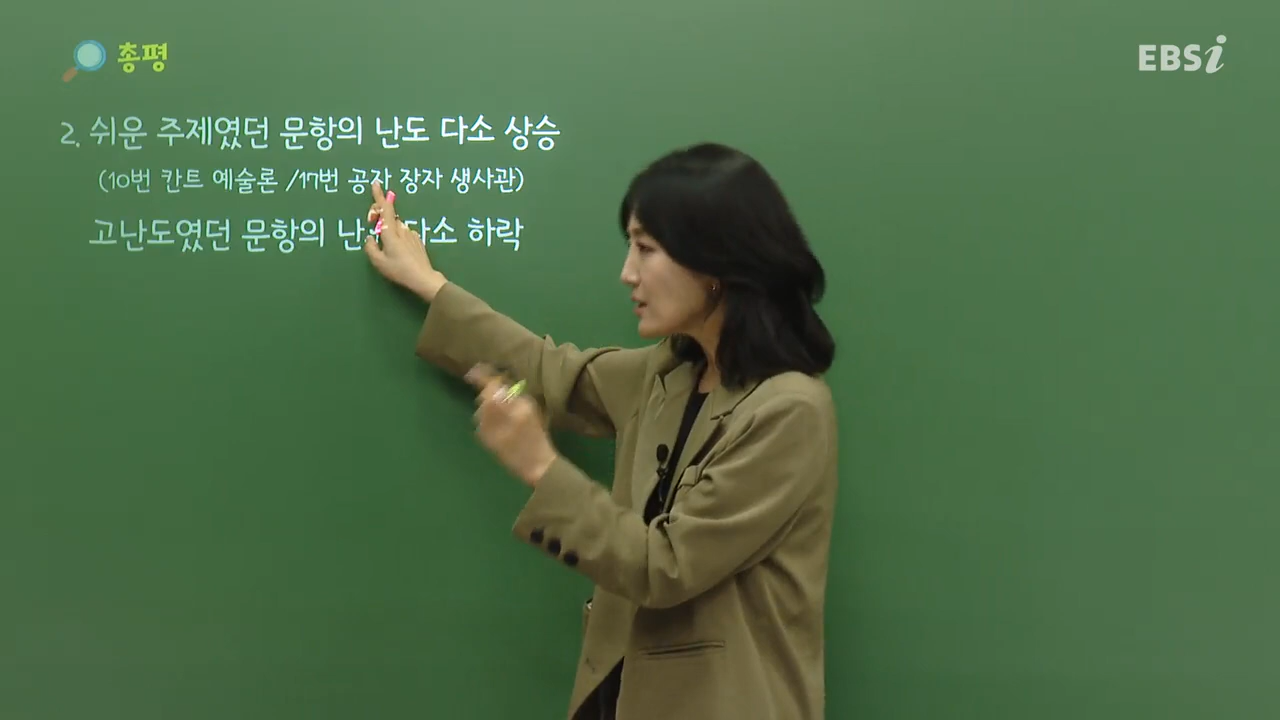 총평
EBSi
2. 쉬운 주제였던 문항의 난도 다소 상승
(10번 칸트 예술론 /17번 공자 장자 생사관)
고난도였던 문항의 난 다소 하락